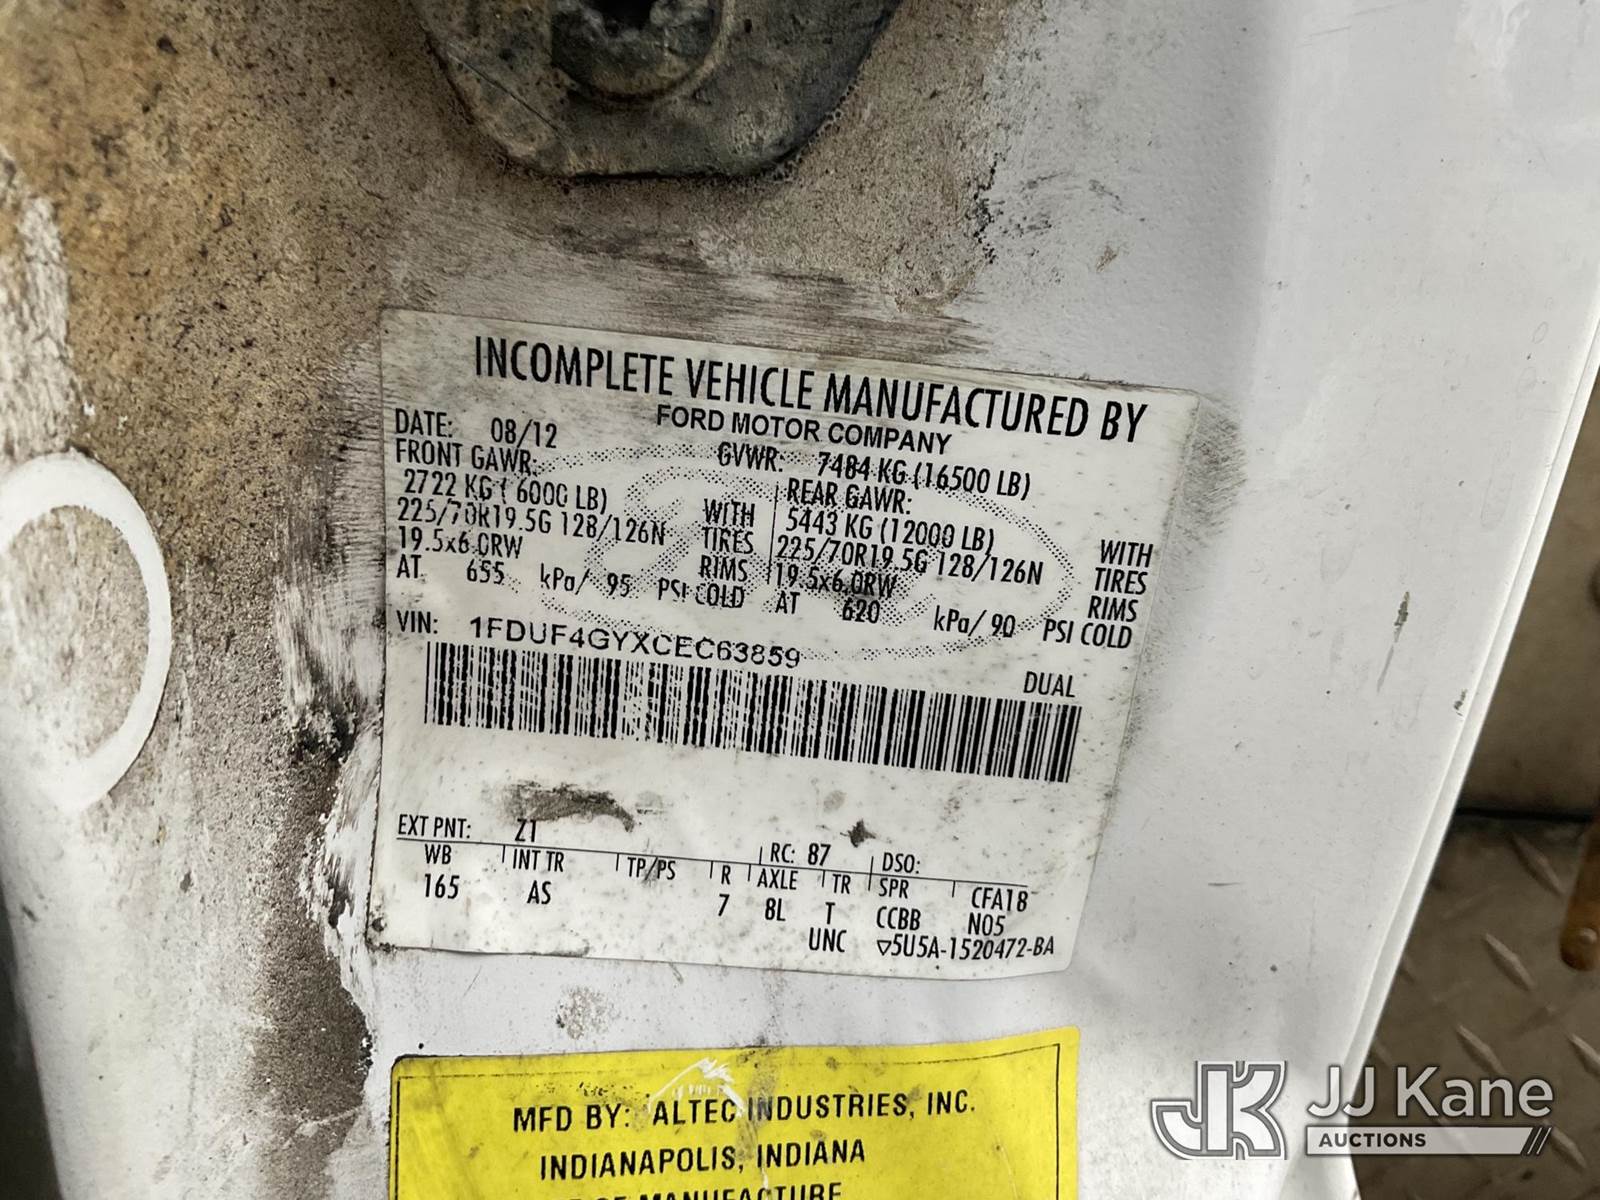 INCOMPLETE VEHICLE MANUFACTURED BY
FORD MOTOR COMPANY
DATE: 08/12
GVWR: 7484 KG (16500 LB)
FRONT GAWR:
2722 KG ( 6000 LB) WITH
225/70R19.5G 128/126N TIRES
19.5x6.0RW RIMS
AT 655 kPa/ 95 PSI COLD
REAR GAWR:
5443 KG (12000 LB) WITH
225/70R19.5G 128/126N TIRES
19.5x6.0RW RIMS
AT 620 kPa/ 90 PSI COLD
VIN: 1FDUF4GYXCEC63859
DUAL
EXT PNT: Z1 RC: 87 DSO:
WB INT TR TP/PS R AXLE TR SPR CFA18
165 AS 7 8L T CCBB N05
UNC ▽5U5A-1520472-BA
MFD BY: ALTEC INDUSTRIES, INC.
INDIANAPOLIS, INDIANA
OF MANUFACTURE
JJ Kane
AUCTIONS